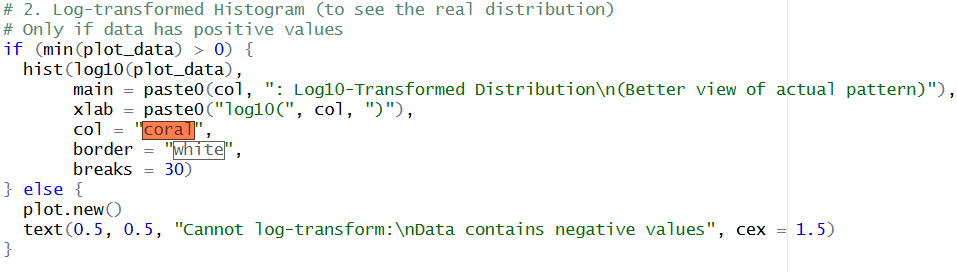 # 2. Log-transformed Histogram (to see the real distribution)
# Only if data has positive values
if (min(plot_data) > 0) {
  hist(log10(plot_data),
       main = paste0(col, ": Log10-Transformed Distribution\n(Better view of actual pattern)"),
       xlab = paste0("log10(", col, ")"),
       col = "coral",
       border = "white",
       breaks = 30)
} else {
  plot.new()
  text(0.5, 0.5, "Cannot log-transform:\nData contains negative values", cex = 1.5)
}